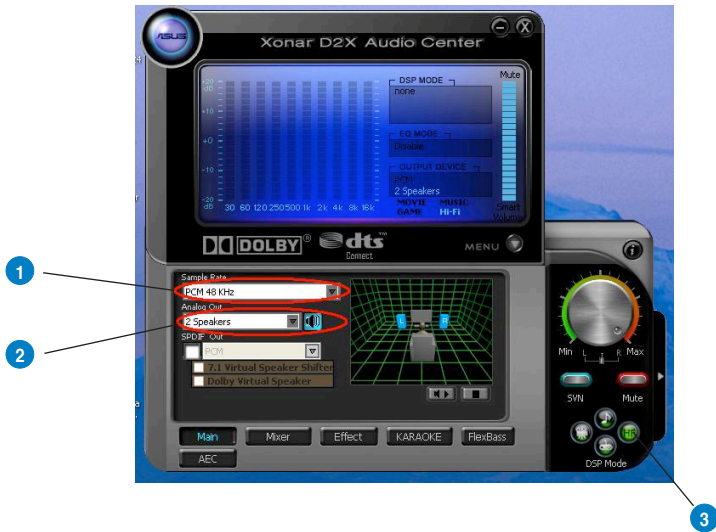 ASUS
Xonar D2X Audio Center
Mute
+20
dB
+10
+0
-10
-20
dB
30 60 120 250 500 1k 2k 4k 8k 16k
DSP MODE
none
EQ MODE
Disable
OUTPUT DEVICE
PCM
2 Speakers
MOVIE MUSIC
GAME Hi-Fi
Smart
Volume
DOLBY® dts™
Connect
MENU
1
Sample Rate
PCM 48 KHz
Analog Out
2 Speakers
2
SPDIF Out
PCM
7.1 Virtual Speaker Shifter
Dolby Virtual Speaker
L R
i
Min L R Max
SVN Mute
HF
DSP Mode
Main Mixer Effect KARAOKE FlexBass
AEC
3